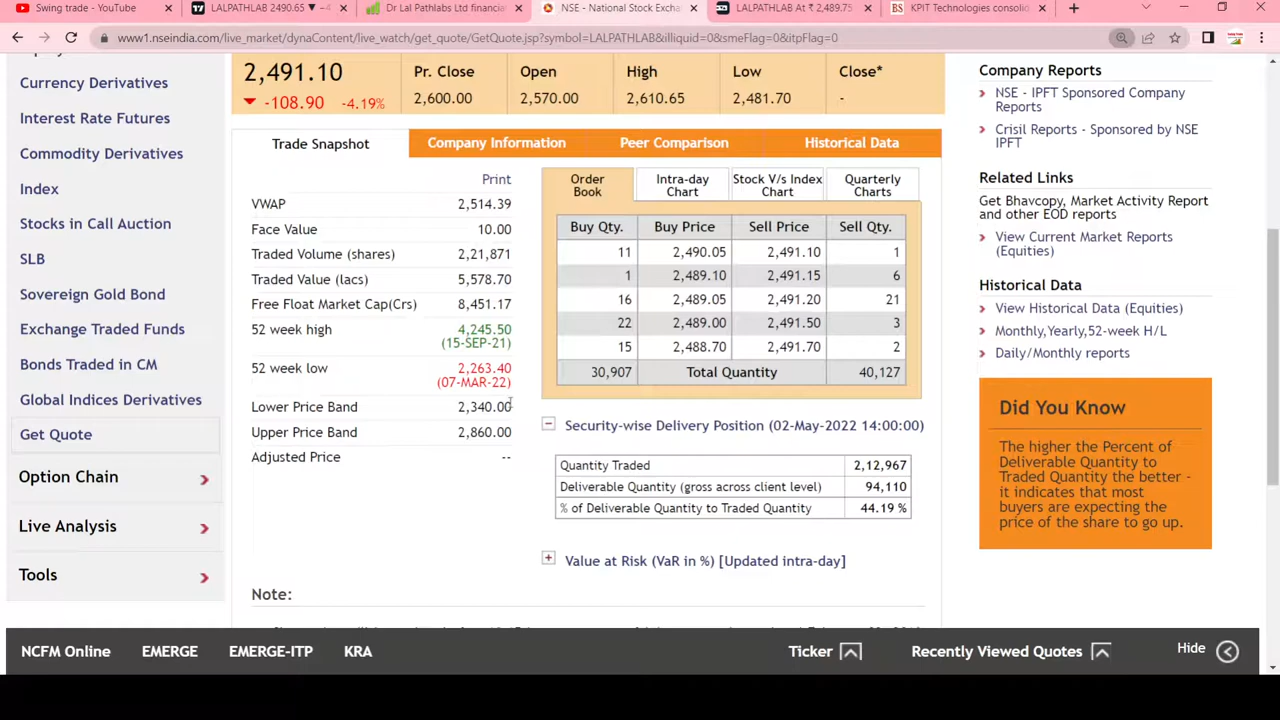 Swing trade - YouTube
LALPATHLAB 2490.65 ▼ −4
Dr Lal Pathlabs Ltd financia
NSE - National Stock Exchan
LALPATHLAB At ₹ 2,489.75
KPIT Technologies consolid
www1.nseindia.com/live_market/dynaContent/live_watch/get_quote/GetQuote.jsp?symbol=LALPATHLAB&illiquid=0&smeFlag=0&itpFlag=0
Currency Derivatives
Interest Rate Futures
Commodity Derivatives
Index
Stocks in Call Auction
SLB
Sovereign Gold Bond
Exchange Traded Funds
Bonds Traded in CM
Global Indices Derivatives
Get Quote
Option Chain
Live Analysis
Tools
2,491.10
-108.90 -4.19%
Pr. Close
2,600.00
Open
2,570.00
High
2,610.65
Low
2,481.70
Close*
-
Trade Snapshot
Company Information
Peer Comparison
Historical Data
Print
VWAP 2,514.39
Face Value 10.00
Traded Volume (shares) 2,21,871
Traded Value (lacs) 5,578.70
Free Float Market Cap(Crs) 8,451.17
52 week high 4,245.50
(15-SEP-21)
52 week low 2,263.40
(07-MAR-22)
Lower Price Band 2,340.00
Upper Price Band 2,860.00
Adjusted Price --
Order
Book
Intra-day
Chart
Stock V/s Index
Chart
Quarterly
Charts
Buy Qty. Buy Price Sell Price Sell Qty.
11 2,490.05 2,491.10 1
1 2,489.10 2,491.15 6
16 2,489.05 2,491.20 21
22 2,489.00 2,491.50 3
15 2,488.70 2,491.70 2
30,907 Total Quantity 40,127
Security-wise Delivery Position (02-May-2022 14:00:00)
Quantity Traded 2,12,967
Deliverable Quantity (gross across client level) 94,110
% of Deliverable Quantity to Traded Quantity 44.19 %
Value at Risk (VaR in %) [Updated intra-day]
Note:
Company Reports
NSE - IPFT Sponsored Company
Reports
Crisil Reports - Sponsored by NSE
IPFT
Related Links
Get Bhavcopy, Market Activity Report
and other EOD reports
View Current Market Reports
(Equities)
Historical Data
View Historical Data (Equities)
Monthly,Yearly,52-week H/L
Daily/Monthly reports
Did You Know
The higher the Percent of
Deliverable Quantity to
Traded Quantity the better -
it indicates that most
buyers are expecting the
price of the share to go up.
NCFM Online
EMERGE
EMERGE-ITP
KRA
Ticker
Recently Viewed Quotes
Hide